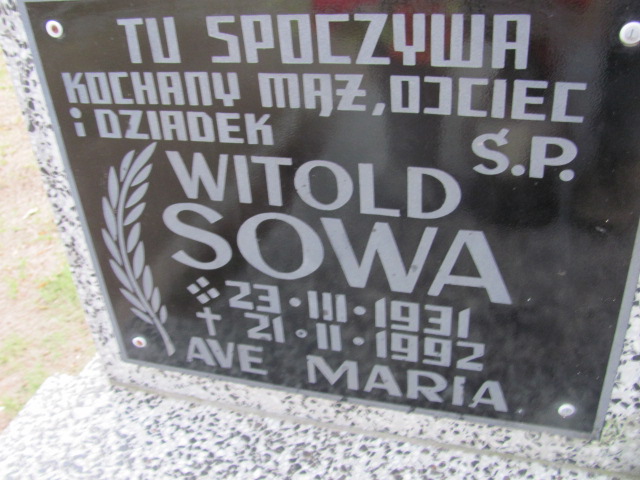 TU SPOCZYWA
KOCHANY MĄŻ, OJCIEC
i DZIADEK Ś.P.
WITOLD
SOWA
23·III·1931
† 21·II·1992
AVE MARIA